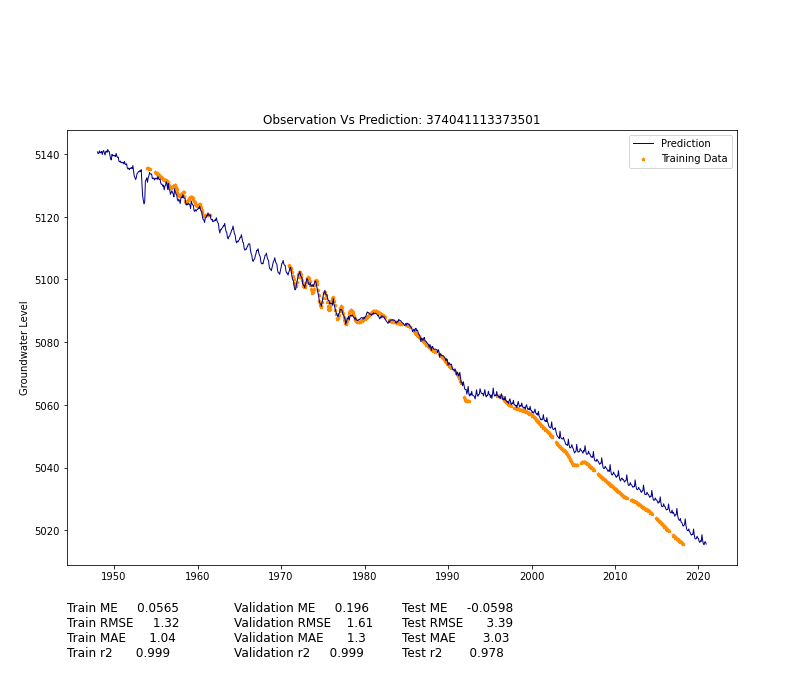 Observation Vs Prediction: 374041113373501
Prediction
Training Data
Groundwater Level
5140
5120
5100
5080
5060
5040
5020
1950 1960 1970 1980 1990 2000 2010 2020
Train ME 0.0565 Validation ME 0.196 Test ME -0.0598
Train RMSE 1.32 Validation RMSE 1.61 Test RMSE 3.39
Train MAE 1.04 Validation MAE 1.3 Test MAE 3.03
Train r2 0.999 Validation r2 0.999 Test r2 0.978